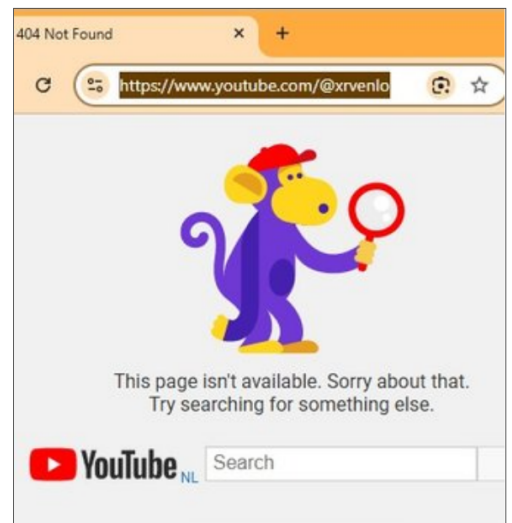 404 Not Found
https://www.youtube.com/@xrvenlo
This page isn't available. Sorry about that.
Try searching for something else.
YouTube NL
Search